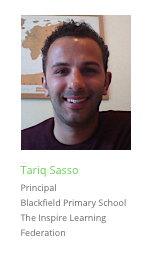 Tariq Sasso
Principal
Blackfield Primary School
The Inspire Learning
Federation